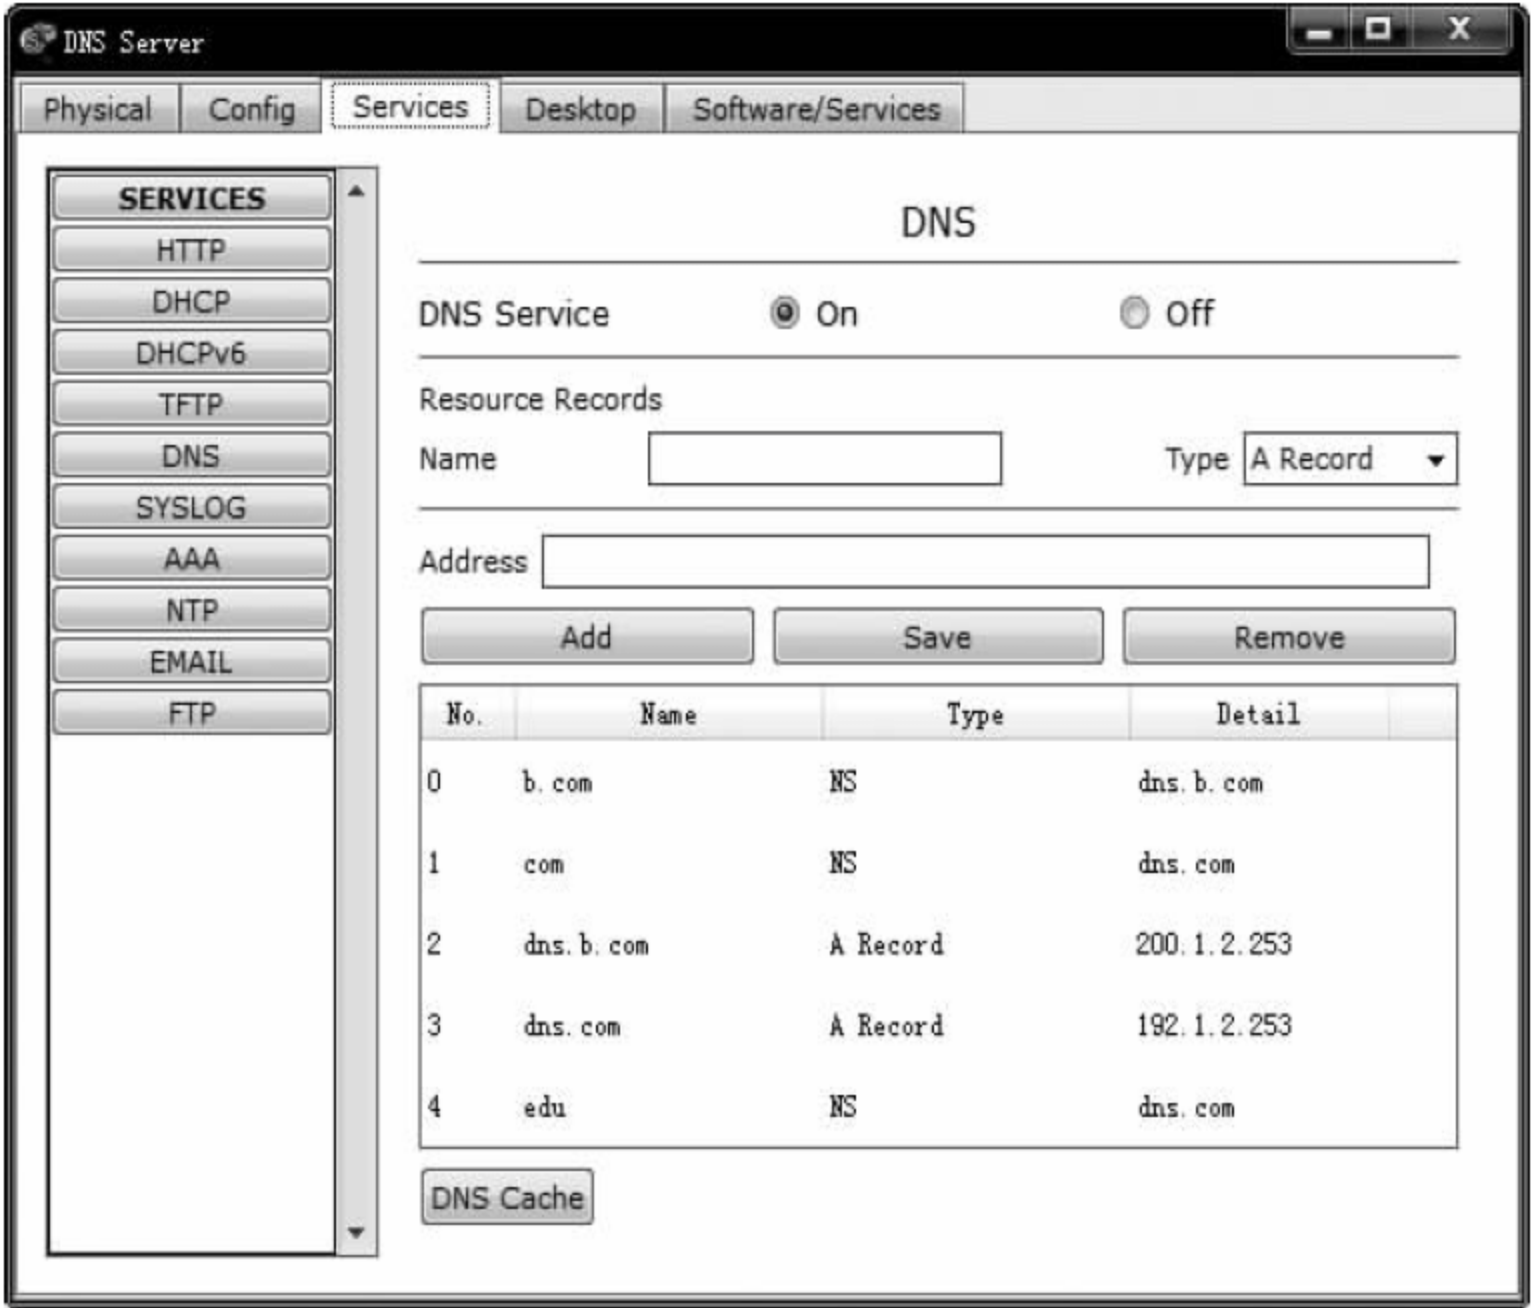 DNS Server
Physical Config Services Desktop Software/Services
SERVICES
HTTP
DHCP
DHCPv6
TFTP
DNS
SYSLOG
AAA
NTP
EMAIL
FTP
DNS
DNS Service On Off
Resource Records
Name Type A Record
Address
Add Save Remove
No. Name Type Detail
0 b.com NS dns.b.com
1 com NS dns.com
2 dns.b.com A Record 200.1.2.253
3 dns.com A Record 192.1.2.253
4 edu NS dns.com
DNS Cache